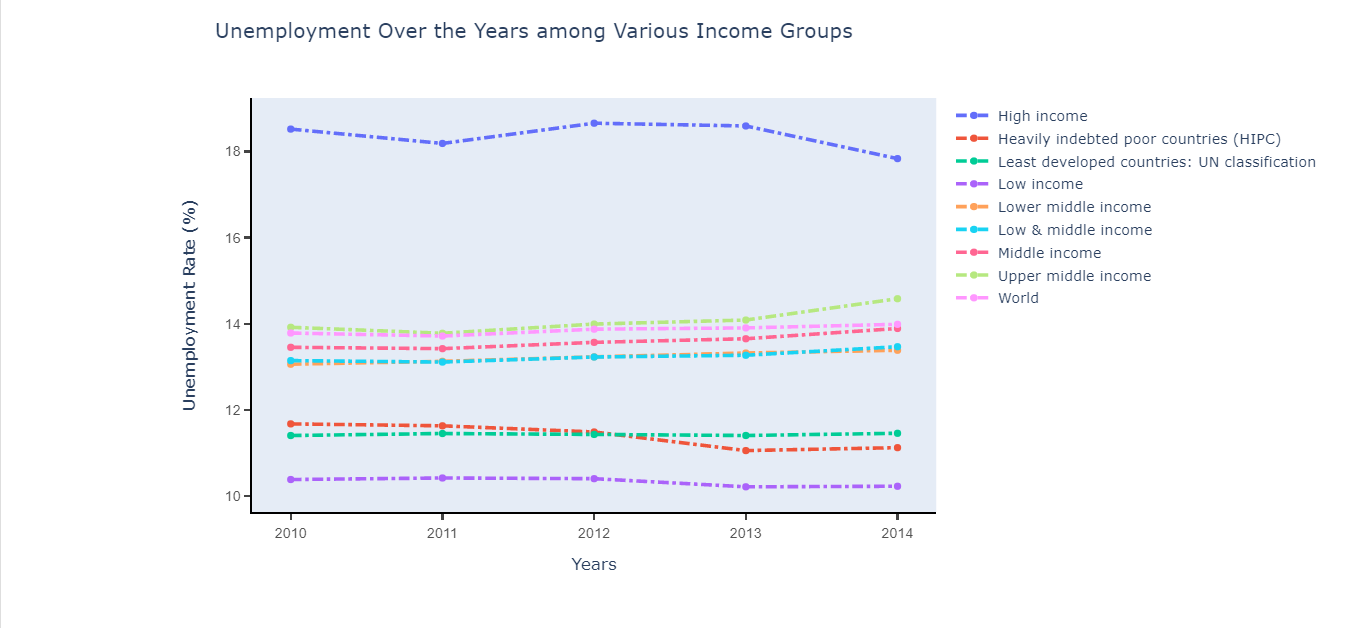 Unemployment Over the Years among Various Income Groups
High income
Heavily indebted poor countries (HIPC)
Least developed countries: UN classification
Low income
Lower middle income
Low & middle income
Middle income
Upper middle income
World
Unemployment Rate (%)
18
16
14
12
10
2010 2011 2012 2013 2014
Years